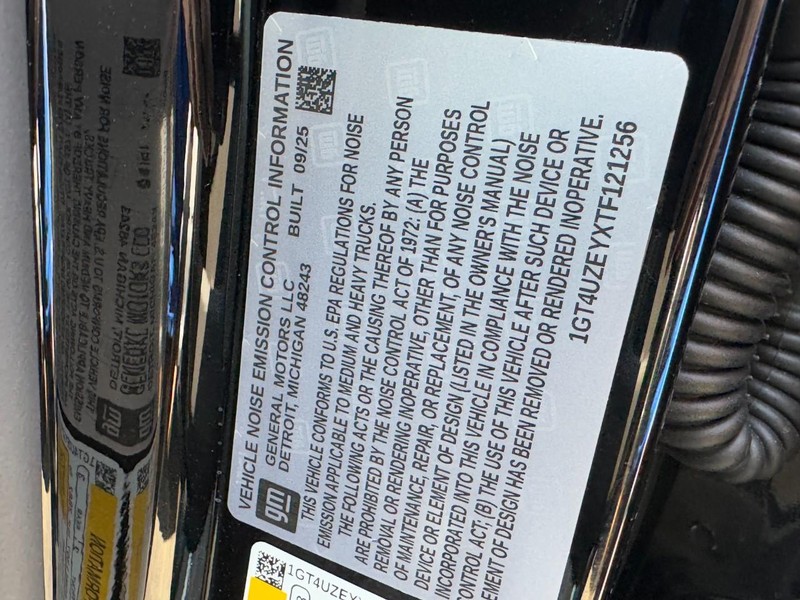 VEHICLE NOISE EMISSION CONTROL INFORMATION
gm
GENERAL MOTORS LLC BUILT 09/25
DETROIT, MICHIGAN 48243
THIS VEHICLE CONFORMS TO U.S. EPA REGULATIONS FOR NOISE
EMISSION APPLICABLE TO MEDIUM AND HEAVY TRUCKS.
THE FOLLOWING ACTS OR THE CAUSING THEREOF BY ANY PERSON
ARE PROHIBITED BY THE NOISE CONTROL ACT OF 1972: (A) THE
REMOVAL OR RENDERING INOPERATIVE, OTHER THAN FOR PURPOSES
OF MAINTENANCE, REPAIR, OR REPLACEMENT, OF ANY NOISE CONTROL
DEVICE OR ELEMENT OF DESIGN (LISTED IN THE OWNER'S MANUAL)
INCORPORATED INTO THIS VEHICLE IN COMPLIANCE WITH THE NOISE
CONTROL ACT; (B) THE USE OF THIS VEHICLE AFTER SUCH DEVICE OR
EMENT OF DESIGN HAS BEEN REMOVED OR RENDERED INOPERATIVE.
1GT4UZEYXTF121256
1GT4UZEY